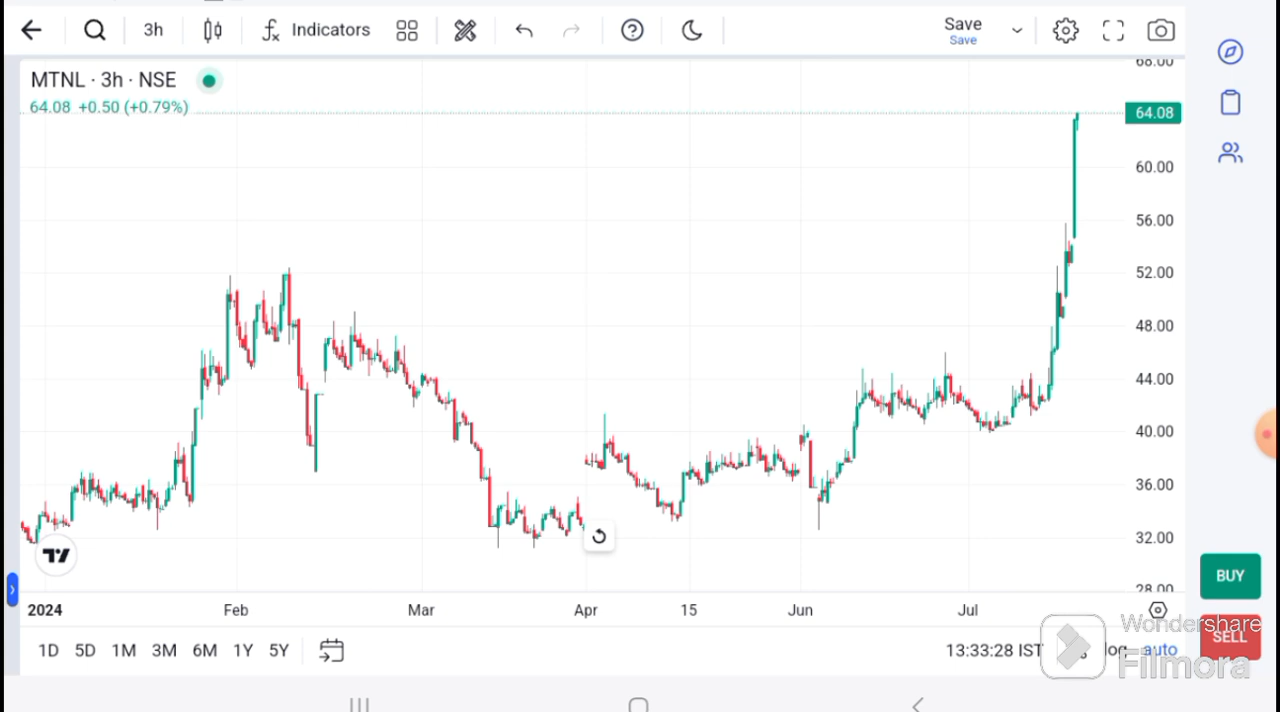 3h
Indicators
Save
Save
MTNL · 3h · NSE
64.08 +0.50 (+0.79%)
68.00
64.08
60.00
56.00
52.00
48.00
44.00
40.00
36.00
32.00
28.00
2024 Feb Mar Apr 15 Jun Jul
1D 5D 1M 3M 6M 1Y 5Y
13:33:28 IST
log auto
BUY
SELL
Wondershare
Filmora